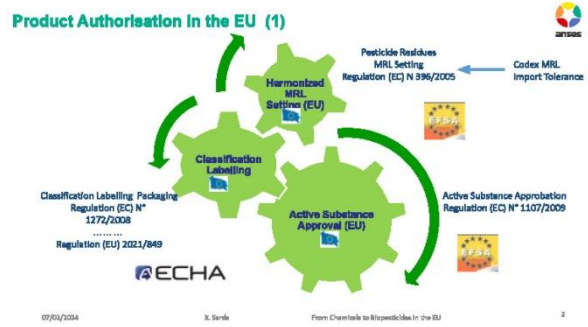 Product Authorisation in the EU (1)
anses
Pesticide Residues
MRL Setting
Regulation (EC) N 396/2005
Codex MRL
Import Tolerance
Harmonized
MRL
Setting (EU)
EFSA
Classification
Labelling
Classification Labelling Packaging
Regulation (EC) N°
1272/2008
………
Regulation (EU) 2021/849
Active Substance
Approval (EU)
Active Substance Approbation
Regulation (EC) N° 1107/2009
EFSA
ECHA
07/02/2024
X. Sarda
From Chemicals to Biopesticides in the EU
2